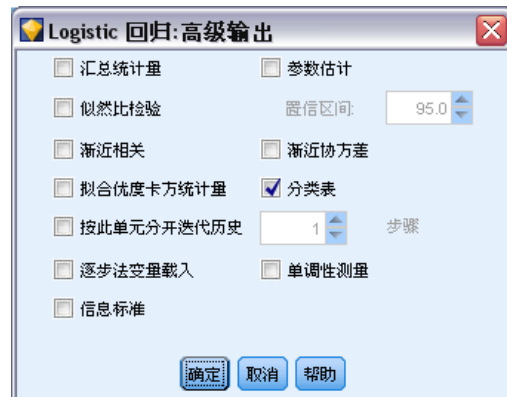 Logistic 回归:高级输出
汇总统计量 参数估计
似然比检验 置信区间: 95.0
渐近相关 渐近协方差
拟合优度卡方统计量 分类表
按此单元分开迭代历史 1 步骤
逐步法变量载入 单调性测量
信息标准
确定 取消 帮助